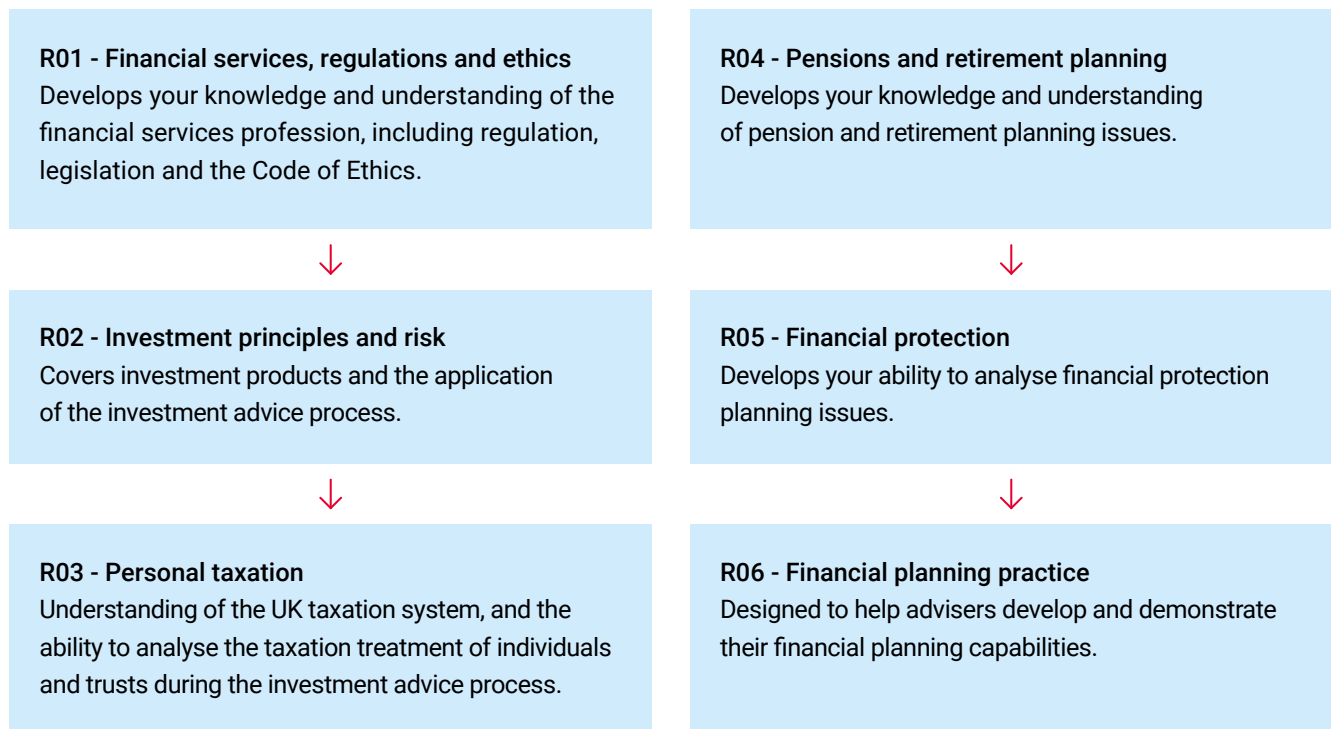 R01 - Financial services, regulations and ethics
Develops your knowledge and understanding of the
financial services profession, including regulation,
legislation and the Code of Ethics.
R02 - Investment principles and risk
Covers investment products and the application
of the investment advice process.
R03 - Personal taxation
Understanding of the UK taxation system, and the
ability to analyse the taxation treatment of individuals
and trusts during the investment advice process.
R04 - Pensions and retirement planning
Develops your knowledge and understanding
of pension and retirement planning issues.
R05 - Financial protection
Develops your ability to analyse financial protection
planning issues.
R06 - Financial planning practice
Designed to help advisers develop and demonstrate
their financial planning capabilities.